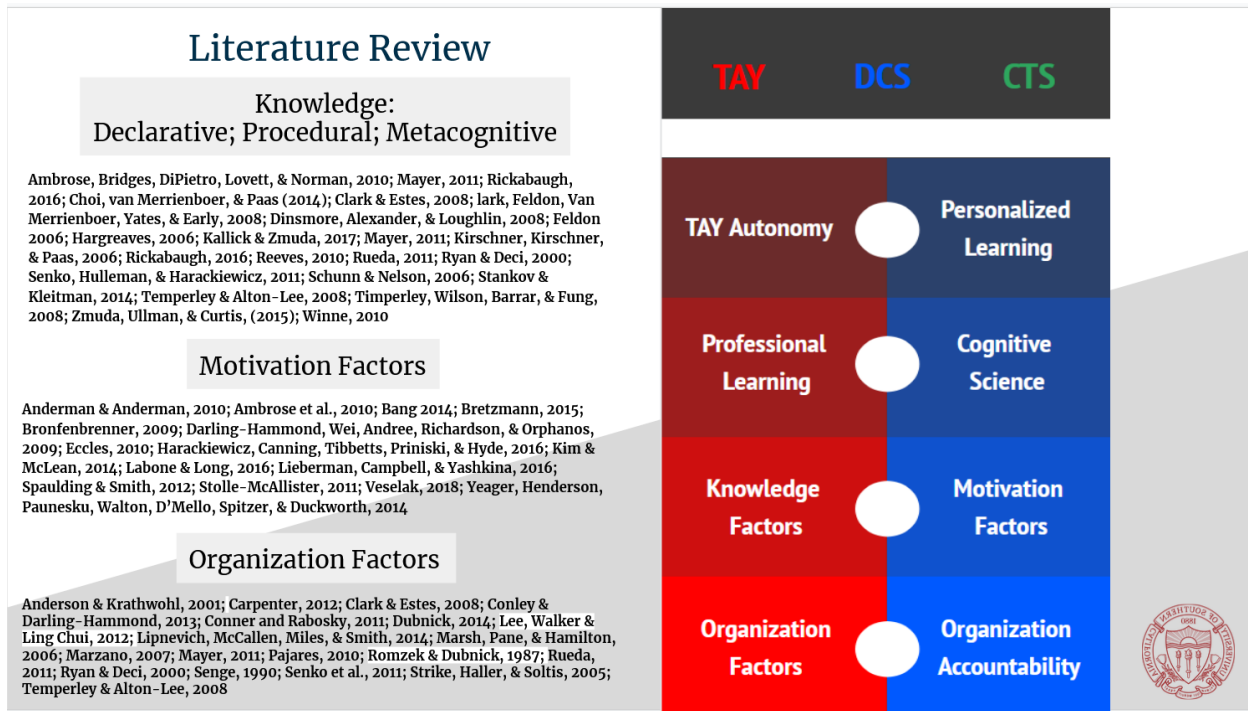 Literature Review
Knowledge:
Declarative; Procedural; Metacognitive
Ambrose, Bridges, DiPietro, Lovett, & Norman, 2010; Mayer, 2011; Rickabaugh,
2016; Choi, van Merrienboer, & Paas (2014); Clark & Estes, 2008; lark, Feldon, Van
Merrienboer, Yates, & Early, 2008; Dinsmore, Alexander, & Loughlin, 2008; Feldon
2006; Hargreaves, 2006; Kallick & Zmuda, 2017; Mayer, 2011; Kirschner, Kirschner,
& Paas, 2006; Rickabaugh, 2016; Reeves, 2010; Rueda, 2011; Ryan & Deci, 2000;
Senko, Hulleman, & Harackiewicz, 2011; Schunn & Nelson, 2006; Stankov &
Kleitman, 2014; Temperley & Alton-Lee, 2008; Timperley, Wilson, Barrar, & Fung,
2008; Zmuda, Ullman, & Curtis, (2015); Winne, 2010
Motivation Factors
Anderman & Anderman, 2010; Ambrose et al., 2010; Bang 2014; Bretzmann, 2015;
Bronfenbrenner, 2009; Darling-Hammond, Wei, Andree, Richardson, & Orphanos,
2009; Eccles, 2010; Harackiewicz, Canning, Tibbetts, Priniski, & Hyde, 2016; Kim &
McLean, 2014; Labone & Long, 2016; Lieberman, Campbell, & Yashkina, 2016;
Spaulding & Smith, 2012; Stolle-McAllister, 2011; Veselak, 2018; Yeager, Henderson,
Paunesku, Walton, D’Mello, Spitzer, & Duckworth, 2014
Organization Factors
Anderson & Krathwohl, 2001; Carpenter, 2012; Clark & Estes, 2008; Conley &
Darling-Hammond, 2013; Conner and Rabosky, 2011; Dubnick, 2014; Lee, Walker &
Ling Chui, 2012; Lipnevich, McCallen, Miles, & Smith, 2014; Marsh, Pane, & Hamilton,
2006; Marzano, 2007; Mayer, 2011; Pajares, 2010; Romzek & Dubnick, 1987; Rueda,
2011; Ryan & Deci, 2000; Senge, 1990; Senko et al., 2011; Strike, Haller, & Soltis, 2005;
Temperley & Alton-Lee, 2008
TAY DCS CTS
TAY Autonomy
Personalized
Learning
Professional
Learning
Cognitive
Science
Knowledge
Factors
Motivation
Factors
Organization
Factors
Organization
Accountability
UNIVERSITY OF SOUTHERN CALIFORNIA
1880